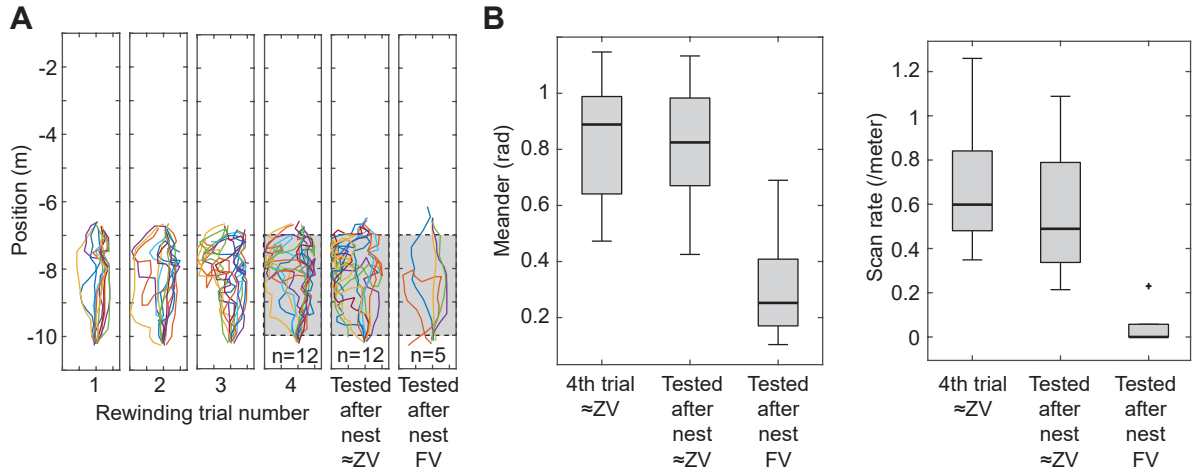 A
Position (m)
-2
-4
-6
-8
-10
n=12
n=12
n=5
1
2
3
4
Tested
after
nest
≈ZV
Tested
after
nest
FV
Rewinding trial number
B
Meander (rad)
1
0.8
0.6
0.4
0.2
4th trial
≈ZV
Tested
after
nest
≈ZV
Tested
after
nest
FV
Scan rate (/meter)
1.2
1
0.8
0.6
0.4
0.2
0
4th trial
≈ZV
Tested
after
nest
≈ZV
Tested
after
nest
FV